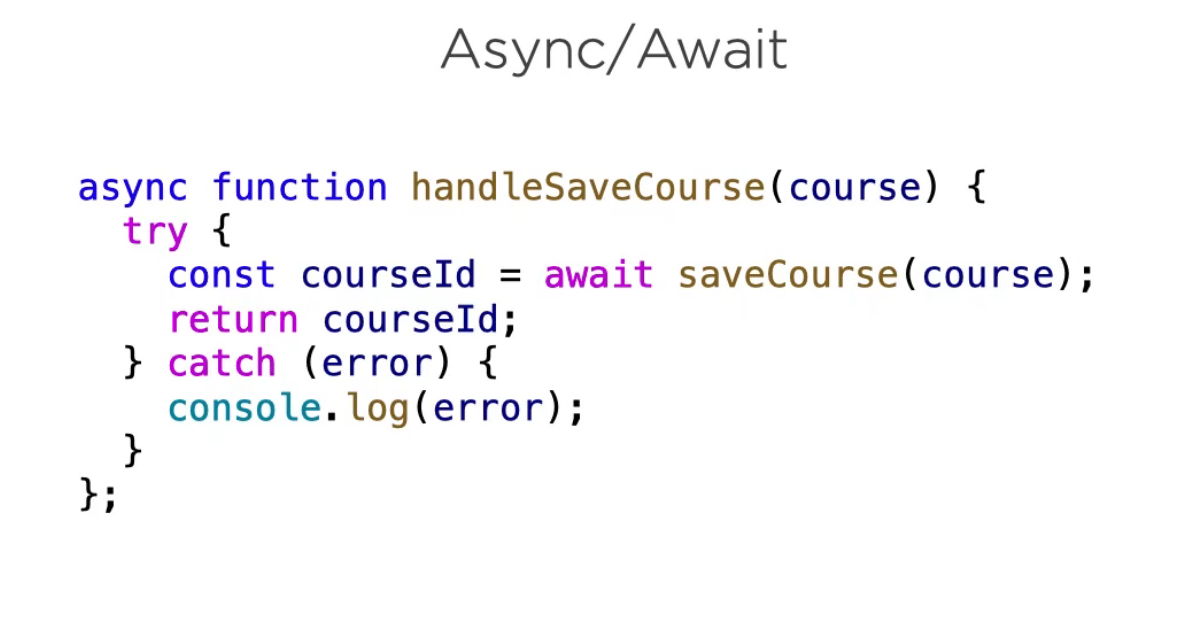 Async/Await
async function handleSaveCourse(course) {
  try {
    const courseId = await saveCourse(course);
    return courseId;
  } catch (error) {
    console.log(error);
  }
};